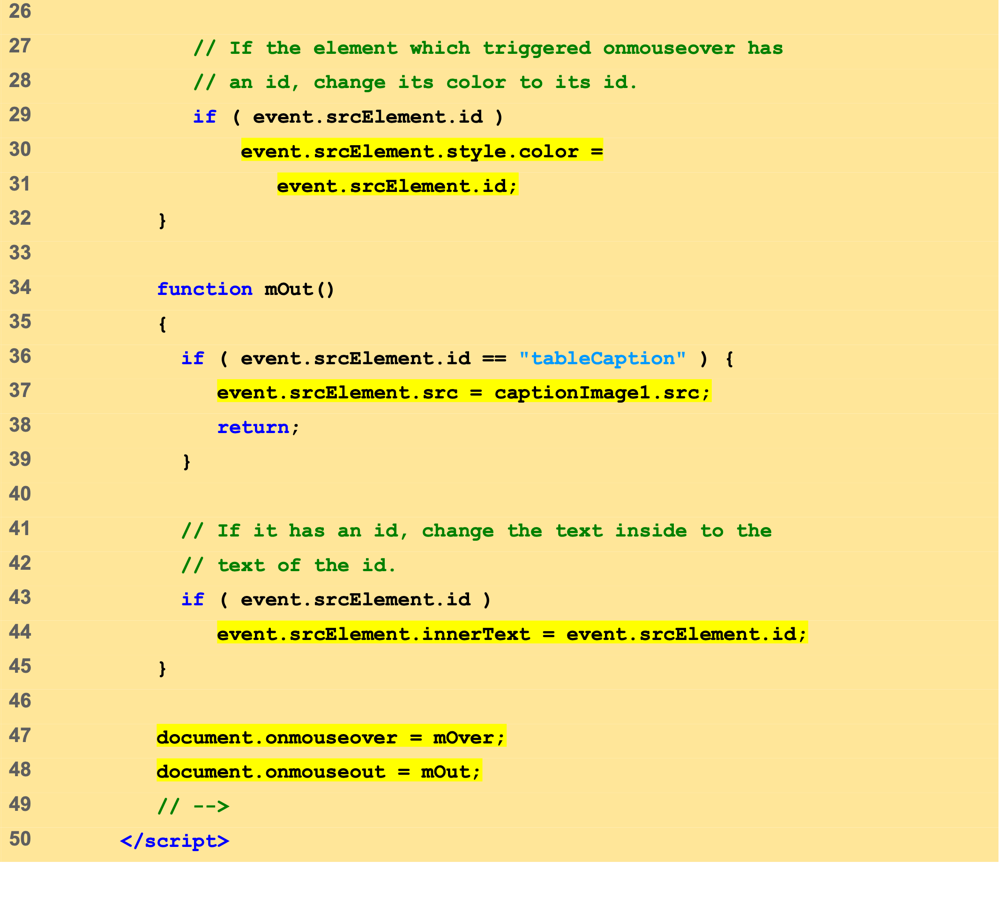 26
27 // If the element which triggered onmouseover has
28 // an id, change its color to its id.
29 if ( event.srcElement.id )
30 event.srcElement.style.color =
31 event.srcElement.id;
32 }
33
34 function mOut()
35 {
36 if ( event.srcElement.id == "tableCaption" ) {
37 event.srcElement.src = captionImage1.src;
38 return;
39 }
40
41 // If it has an id, change the text inside to the
42 // text of the id.
43 if ( event.srcElement.id )
44 event.srcElement.innerText = event.srcElement.id;
45 }
46
47 document.onmouseover = mOver;
48 document.onmouseout = mOut;
49 // -->
50 </script>